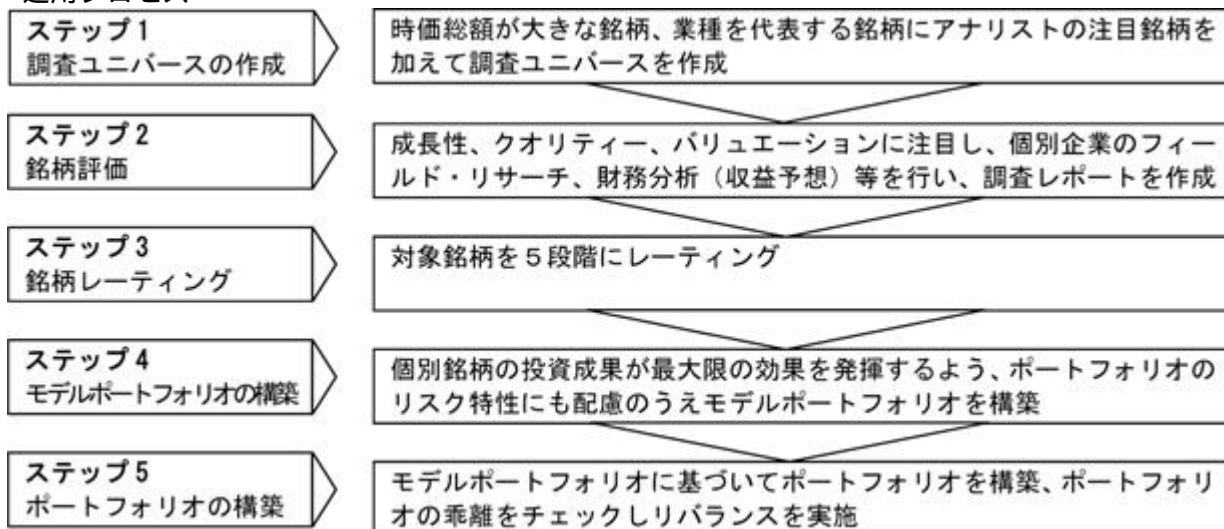 ステップ1
調査ユニバースの作成
時価総額が大きな銘柄、業種を代表する銘柄にアナリストの注目銘柄を
加えて調査ユニバースを作成
ステップ2
銘柄評価
成長性、クオリティー、バリュエーションに注目し、個別企業のフィー
ルド・リサーチ、財務分析(収益予想)等を行い、調査レポートを作成
ステップ3
銘柄レーティング
対象銘柄を5段階にレーティング
ステップ4
モデルポートフォリオの構築
個別銘柄の投資成果が最大限の効果を発揮するよう、ポートフォリオの
リスク特性にも配慮のうえモデルポートフォリオを構築
ステップ5
ポートフォリオの構築
モデルポートフォリオに基づいてポートフォリオを構築、ポートフォリ
オの乖離をチェックしリバランスを実施